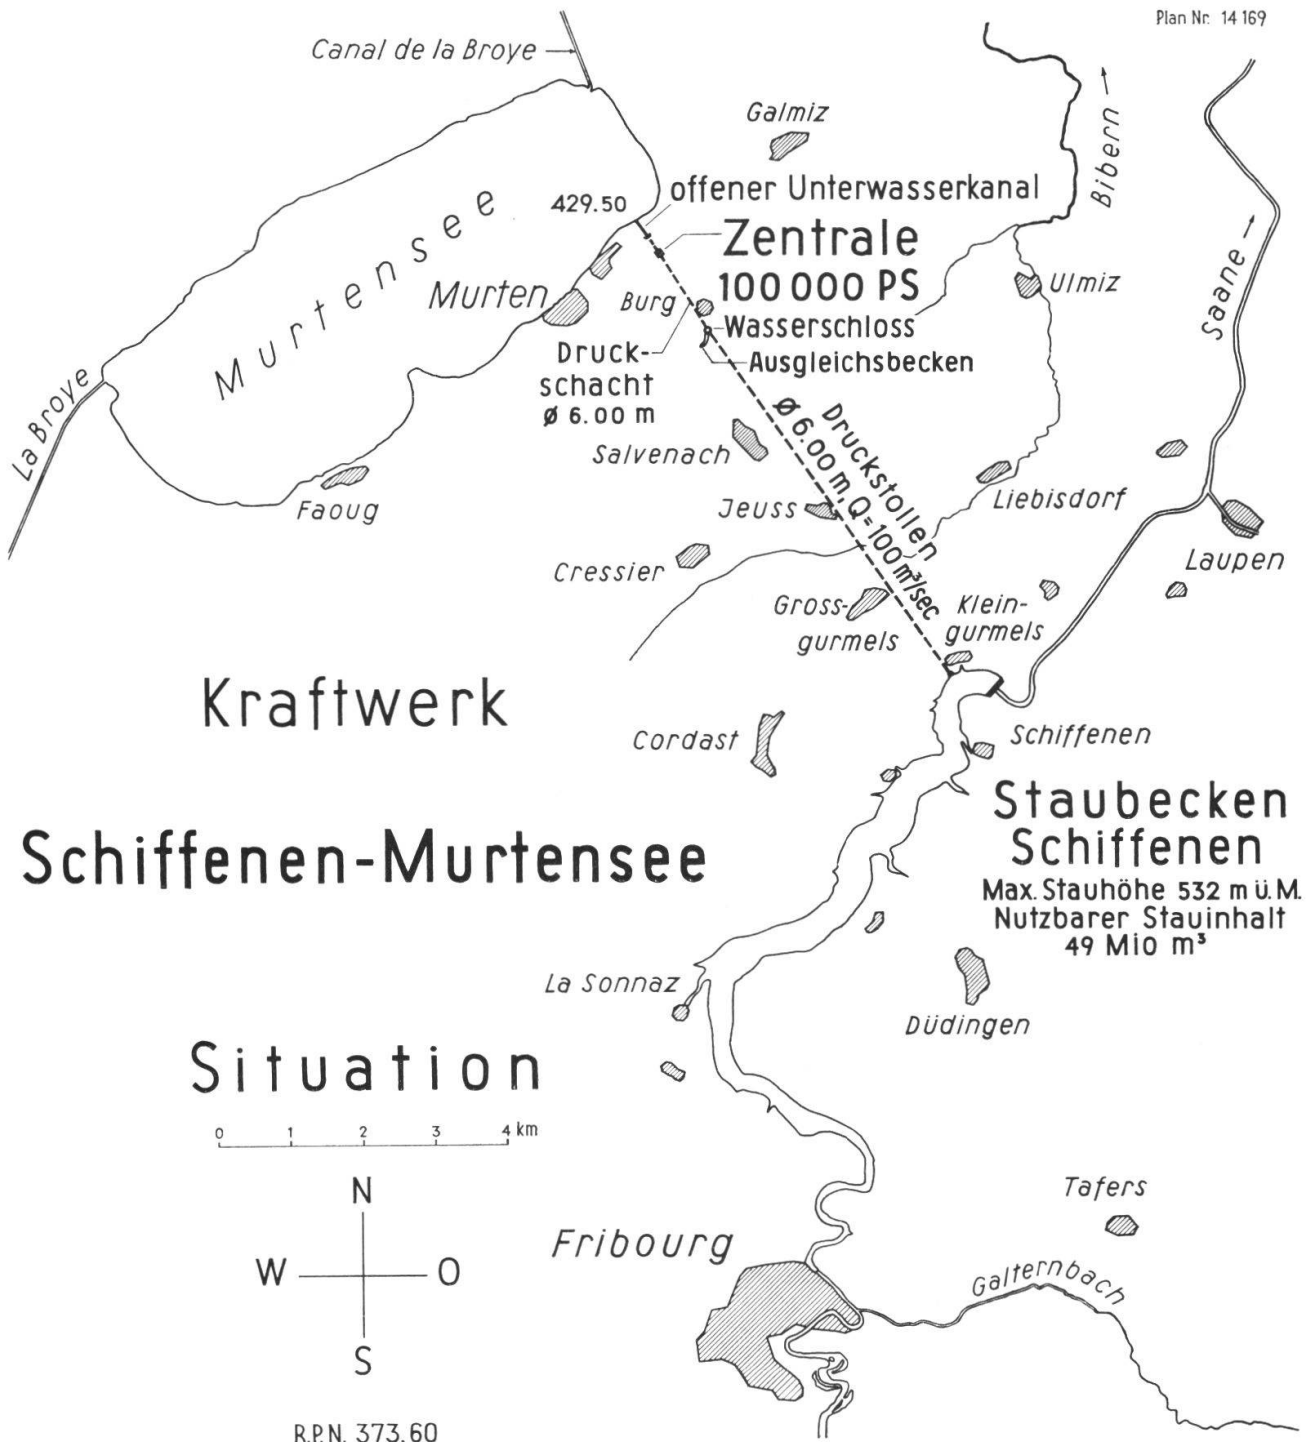 Plan Nr. 14 169
Canal de la Broye
Galmiz
Bibern
offener Unterwasserkanal
429.50
Murtensee
Zentrale
100 000 PS
Saane
Ulmiz
Murten
Burg
Wasserschloss
Ausgleichsbecken
Druck-
schacht
ø 6.00 m
La Broye
Druckstollen
ø 6.00 m, Q=100 m³/sec
Salvenach
Faoug
Jeuss
Liebisdorf
Laupen
Cressier
Gross-
gurmels
Klein-
gurmels
Kraftwerk
Cordast
Schiffenen
Schiffenen-Murtensee
Staubecken
Schiffenen
Max. Stauhöhe 532 m ü. M.
Nutzbarer Stauinhalt
49 Mio m³
La Sonnaz
Düdingen
Situation
0 1 2 3 4 km
N
W O
S
Tafers
Fribourg
Galternbach
R.P.N. 373.60